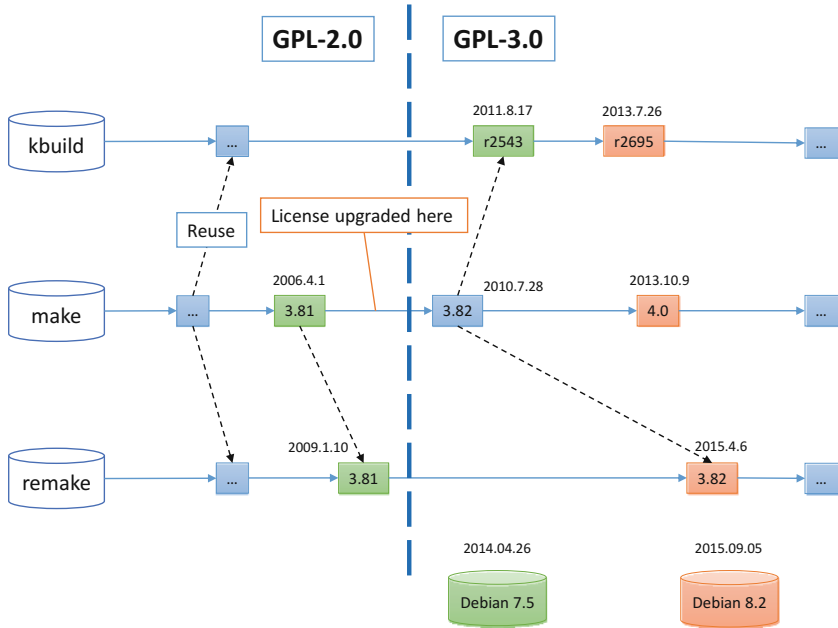 GPL-2.0
GPL-3.0
2011.8.17
2013.7.26
kbuild
...
r2543
r2695
...
License upgraded here
Reuse
2006.4.1
2010.7.28
2013.10.9
make
...
3.81
3.82
4.0
...
2009.1.10
2015.4.6
remake
...
3.81
3.82
...
2014.04.26
2015.09.05
Debian 7.5
Debian 8.2